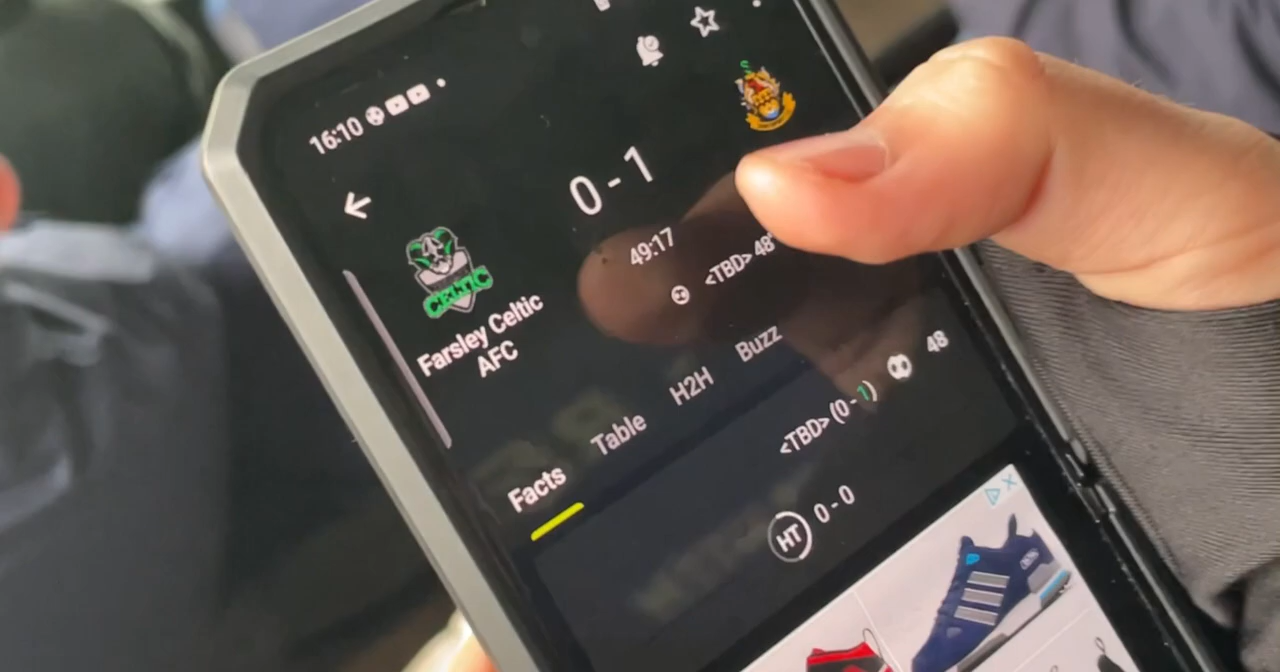 16:10
0 - 1
49:17
<TBD> 48'
CELTIC
Farsley Celtic
AFC
Facts
Table
H2H
Buzz
<TBD> (0 - 1)
48
HT
0 - 0